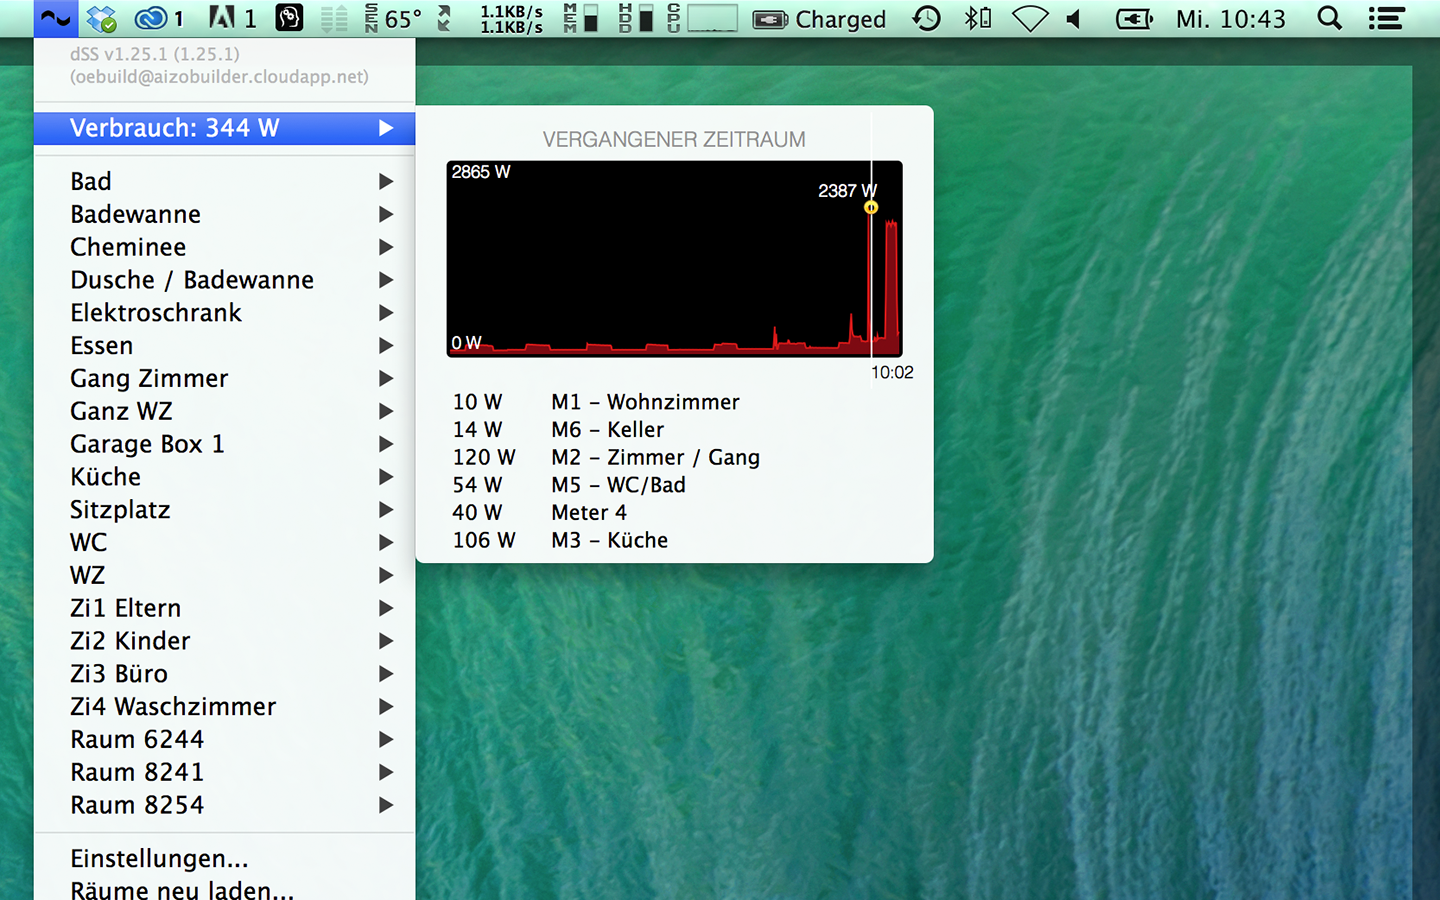 1 1 SEN 65° 1.1KB/s MEM HDD CPU Charged Mi. 10:43
1.1KB/s
dSS v1.25.1 (1.25.1)
(oebuild@aizobuilder.cloudapp.net)
Verbrauch: 344 W
VERGANGENER ZEITRAUM
2865 W
2387 W
0 W
10:02
10 W M1 – Wohnzimmer
14 W M6 – Keller
120 W M2 – Zimmer / Gang
54 W M5 – WC/Bad
40 W Meter 4
106 W M3 – Küche
Bad
Badewanne
Cheminee
Dusche / Badewanne
Elektroschrank
Essen
Gang Zimmer
Ganz WZ
Garage Box 1
Küche
Sitzplatz
WC
WZ
Zi1 Eltern
Zi2 Kinder
Zi3 Büro
Zi4 Waschzimmer
Raum 6244
Raum 8241
Raum 8254
Einstellungen...
Räume neu laden...